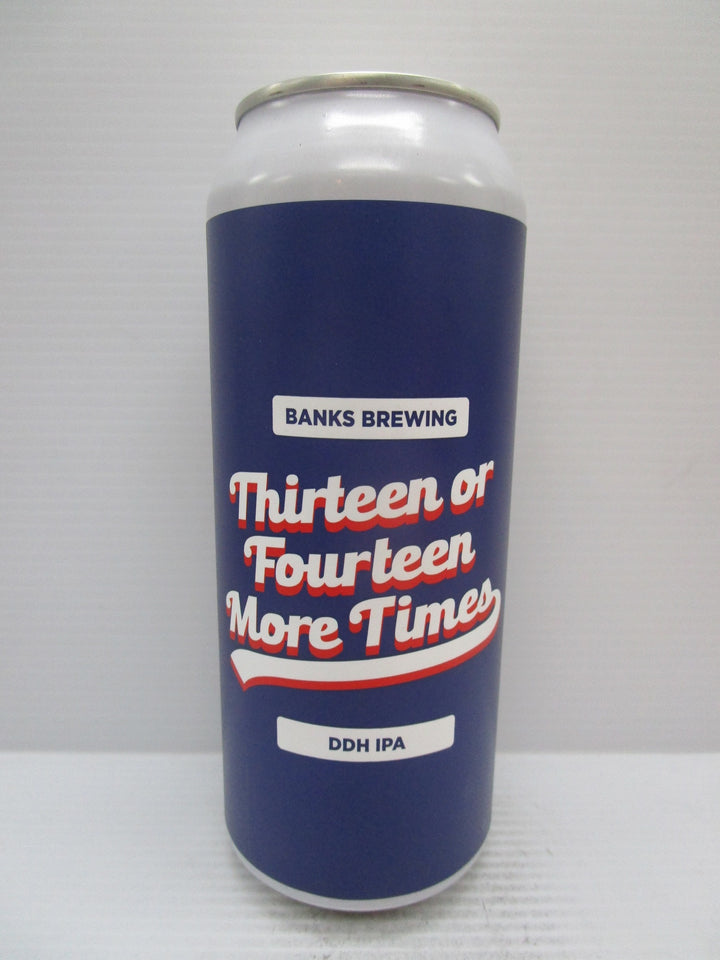 BANKS BREWING
Thirteen or
Fourteen
More Times
DDH IPA